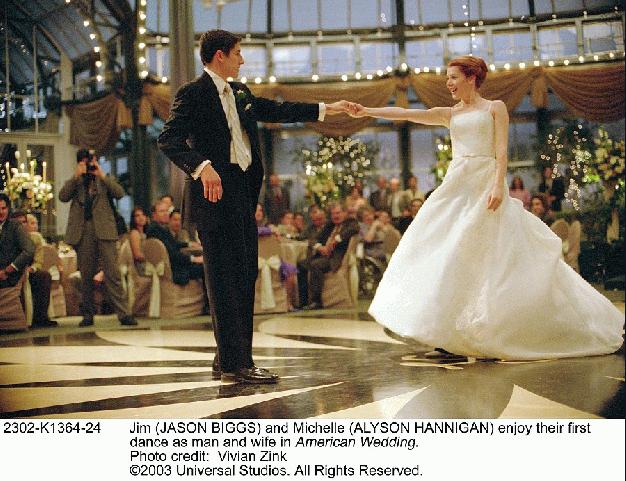 2302-K1364-24 Jim (JASON BIGGS) and Michelle (ALYSON HANNIGAN) enjoy their first
dance as man and wife in American Wedding.
Photo credit: Vivian Zink
©2003 Universal Studios. All Rights Reserved.